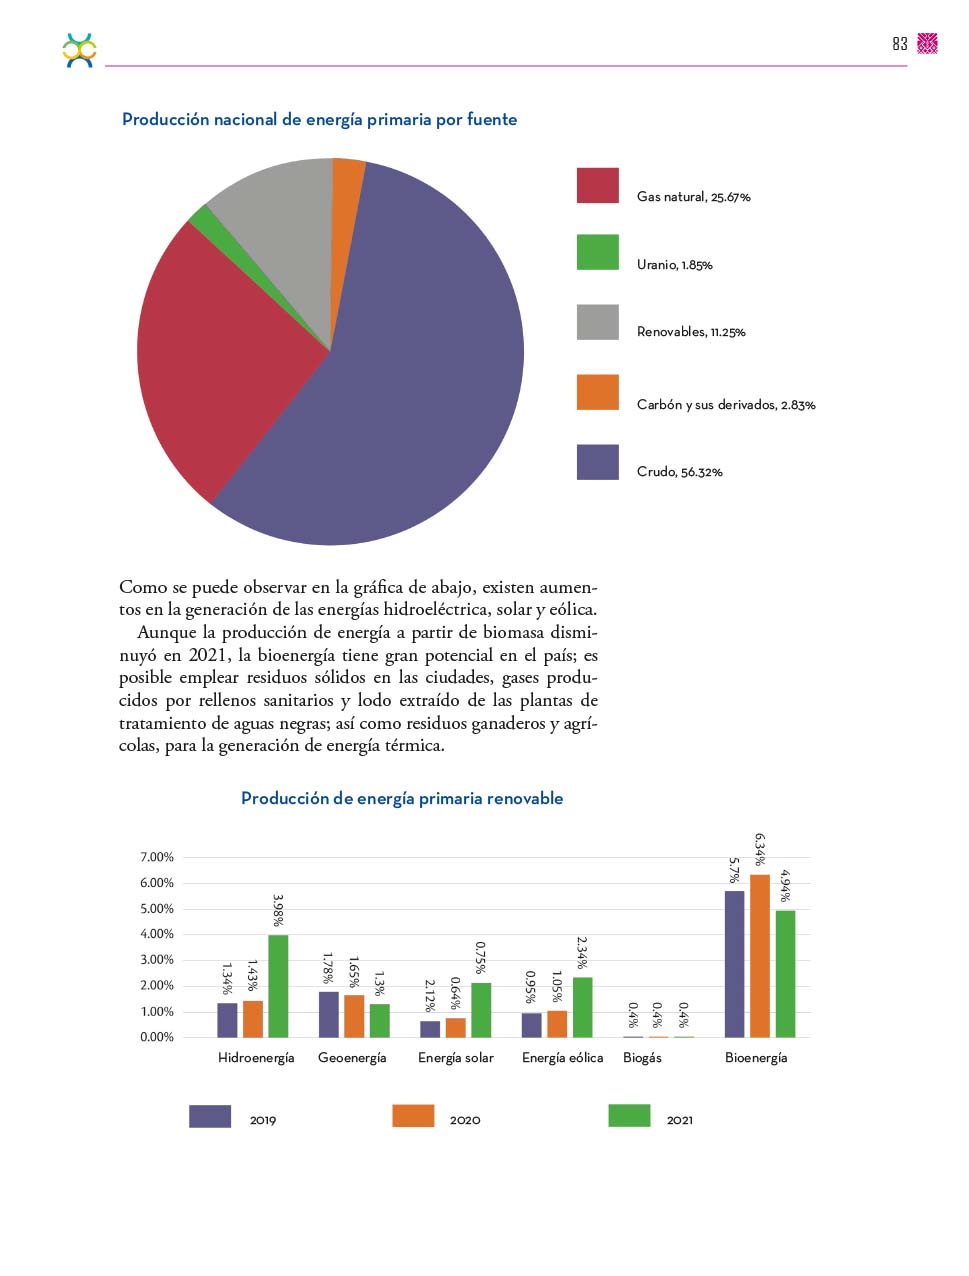 83
Producción nacional de energía primaria por fuente
Gas natural, 25.67%
Uranio, 1.85%
Renovables, 11.25%
Carbón y sus derivados, 2.83%
Crudo, 56.32%
Como se puede observar en la gráfica de abajo, existen aumen-
tos en la generación de las energías hidroeléctrica, solar y eólica.
Aunque la producción de energía a partir de biomasa dismi-
nuyó en 2021, la bioenergía tiene gran potencial en el país; es
posible emplear residuos sólidos en las ciudades, gases produ-
cidos por rellenos sanitarios y lodo extraído de las plantas de
tratamiento de aguas negras; así como residuos ganaderos y agrí-
colas, para la generación de energía térmica.
Producción de energía primaria renovable
7.00%
6.00%
5.00%
4.00%
3.00%
2.00%
1.00%
0.00%
1.34%
1.43%
3.98%
1.78%
1.65%
1.3%
2.12%
0.64%
0.75%
0.95%
1.05%
2.34%
0.4%
0.4%
0.4%
5.7%
6.34%
4.94%
Hidroenergía
Geoenergía
Energía solar
Energía eólica
Biogás
Bioenergía
2019
2020
2021